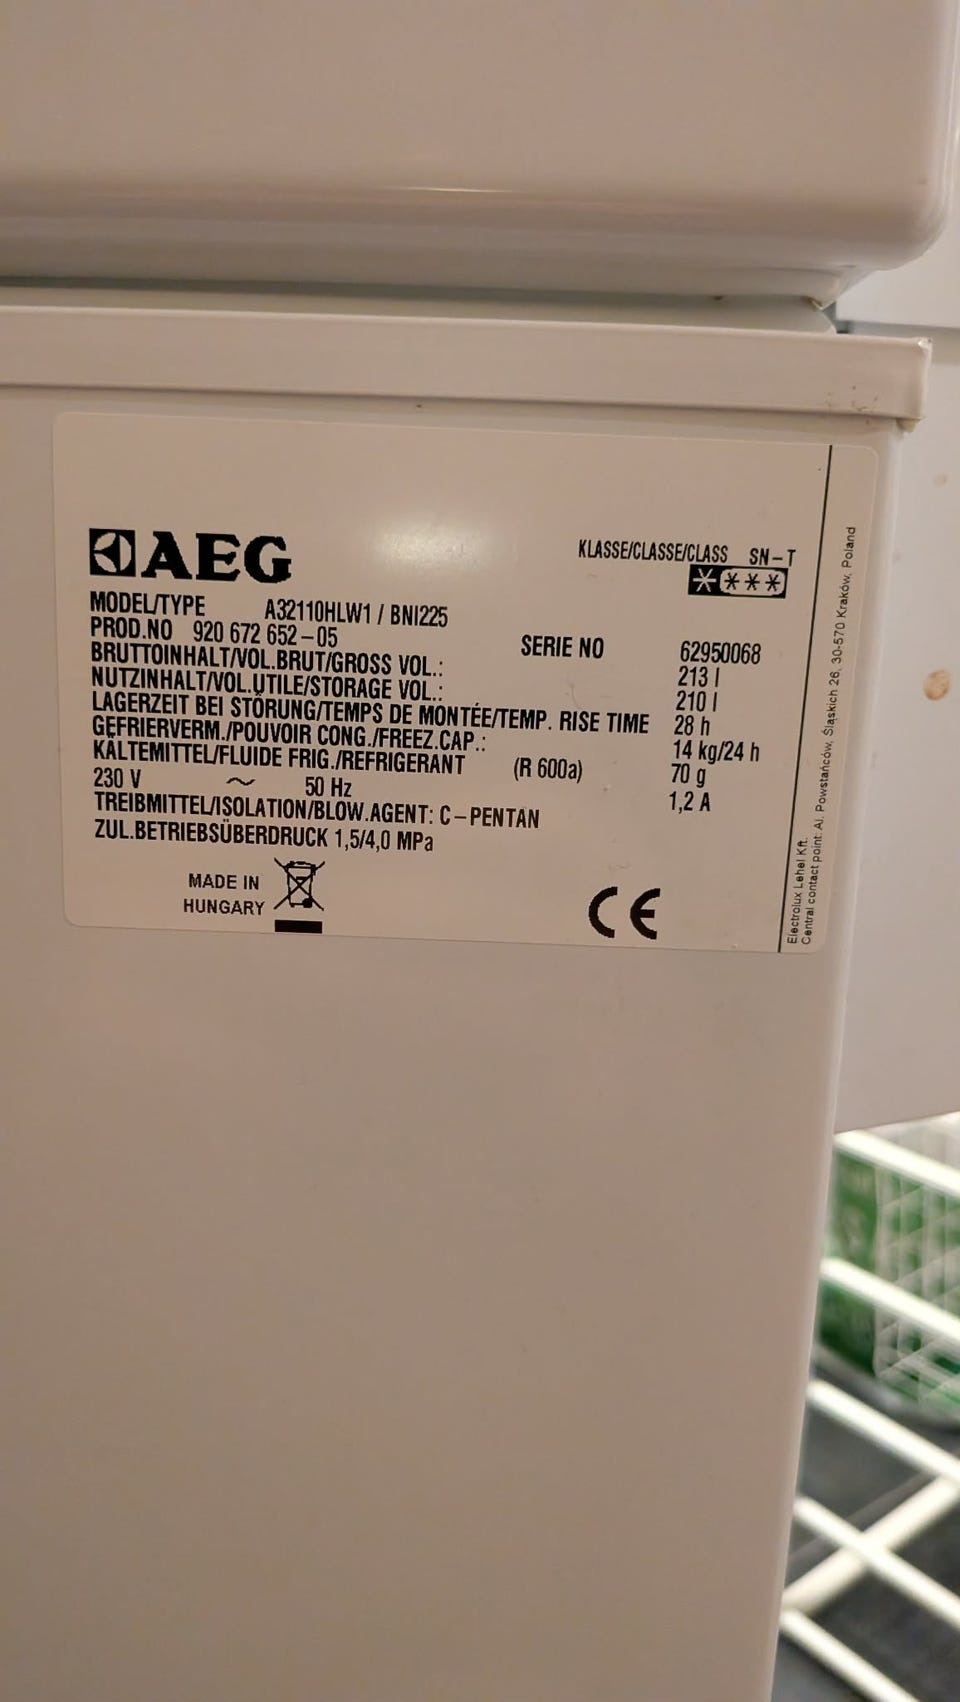 AEG
KLASSE/CLASSE/CLASS SN-T
MODEL/TYPE A32110HLW1 / BNI225
PROD.NO 920 672 652-05 SERIE NO 62950068
BRUTTOINHALT/VOL.BRUT/GROSS VOL.: 213 l
NUTZINHALT/VOL.UTILE/STORAGE VOL.: 210 l
LAGERZEIT BEI STÖRUNG/TEMPS DE MONTÉE/TEMP. RISE TIME 28 h
GEFRIERVERM./POUVOIR CONG./FREEZ.CAP.: 14 kg/24 h
KÄLTEMITTEL/FLUIDE FRIG./REFRIGERANT (R 600a) 70 g
230 V ~ 50 Hz 1,2 A
TREIBMITTEL/ISOLATION/BLOW.AGENT: C-PENTAN
ZUL.BETRIEBSÜBERDRUCK 1,5/4,0 MPa
MADE IN
HUNGARY
CE
Electrolux Lehel Kft.
Central contact point: Al. Powstańców, Śląskich 26, 30-570 Kraków, Poland